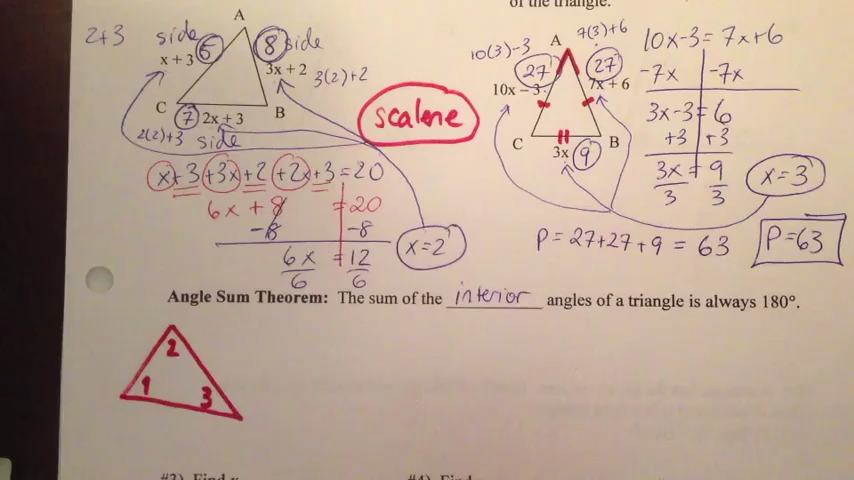 of the triangle.
2+3
side
A
x + 3
5
8
side
3x + 2
3(2)+2
C
7
2x + 3
B
2(2)+3
side
scalene
x+3+3x+2+2x+3=20
6x + 8 = 20
-8 -8
6x = 12
6 6
x=2
10(3)-3
A
7(3)+6
27
27
10x - 3
7x + 6
C
B
3x
9
10x-3=7x+6
-7x -7x
3x-3=6
+3 +3
3x = 9
3 3
x=3
P=27+27+9 = 63
P=63
Angle Sum Theorem: The sum of the interior angles of a triangle is always 180°.
2
1
3
#3) Find
#4) Find